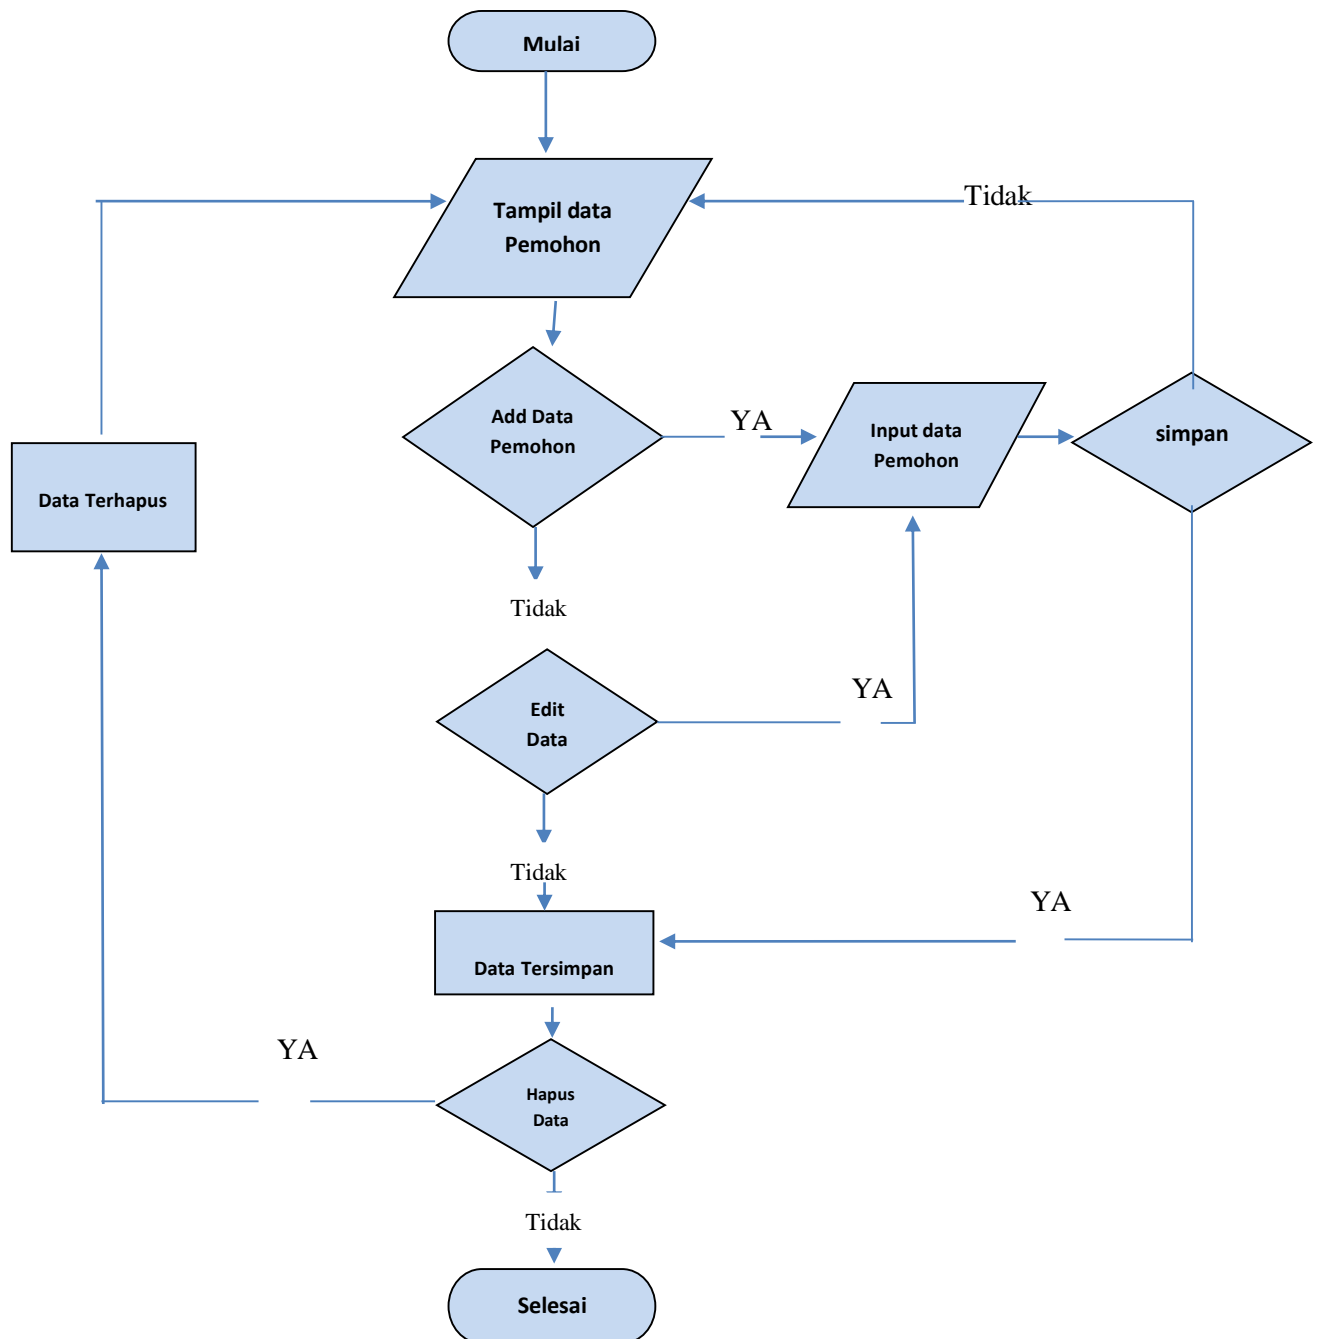 Mulai
Tampil data
Pemohon
Tidak
Add Data
Pemohon
YA
Input data
Pemohon
simpan
Data Terhapus
Tidak
Edit
Data
YA
Tidak
YA
Data Tersimpan
YA
Hapus
Data
Tidak
Selesai